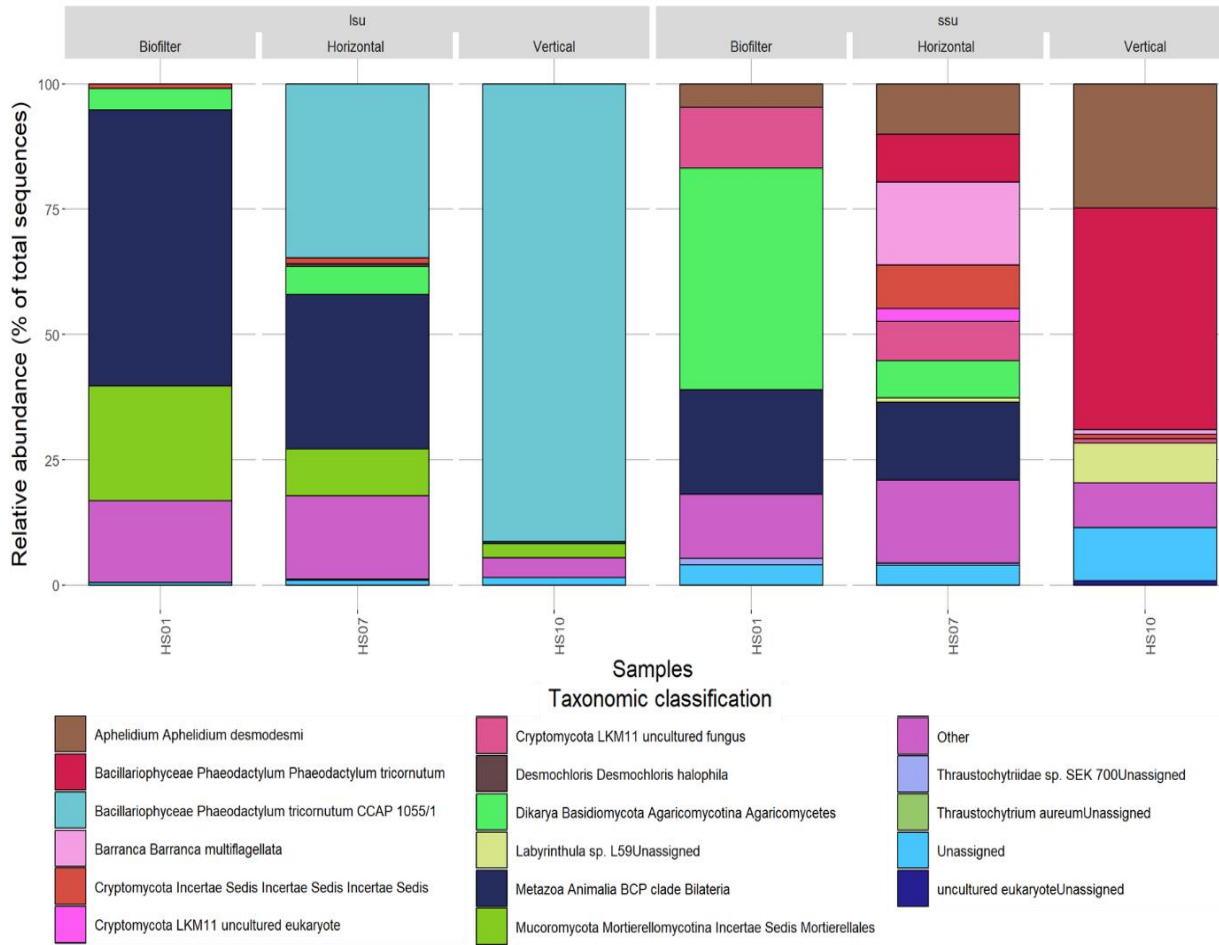 lsu ssu
Biofilter Horizontal Vertical Biofilter Horizontal Vertical
Relative abundance (% of total sequences)
100
75
50
25
0
HS01 HS07 HS10 HS01 HS07 HS10
Samples
Taxonomic classification
Aphelidium Aphelidium desmodesmi
Bacillariophyceae Phaeodactylum Phaeodactylum tricornutum
Bacillariophyceae Phaeodactylum tricornutum CCAP 1055/1
Barranca Barranca multiflagellata
Cryptomycota Incertae Sedis Incertae Sedis Incertae Sedis
Cryptomycota LKM11 uncultured eukaryote
Cryptomycota LKM11 uncultured fungus
Desmochloris Desmochloris halophila
Dikarya Basidiomycota Agaricomycotina Agaricomycetes
Labyrinthula sp. L59Unassigned
Metazoa Animalia BCP clade Bilateria
Mucoromycota Mortierellomycotina Incertae Sedis Mortierellales
Other
Thraustochytriidae sp. SEK 700Unassigned
Thraustochytrium aureumUnassigned
Unassigned
uncultured eukaryoteUnassigned